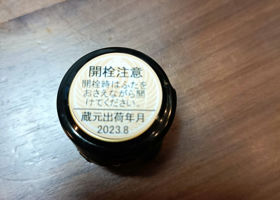 開栓注意
開栓時はふたを
おさえながら開
けてください。
蔵元出荷年月
2023.8